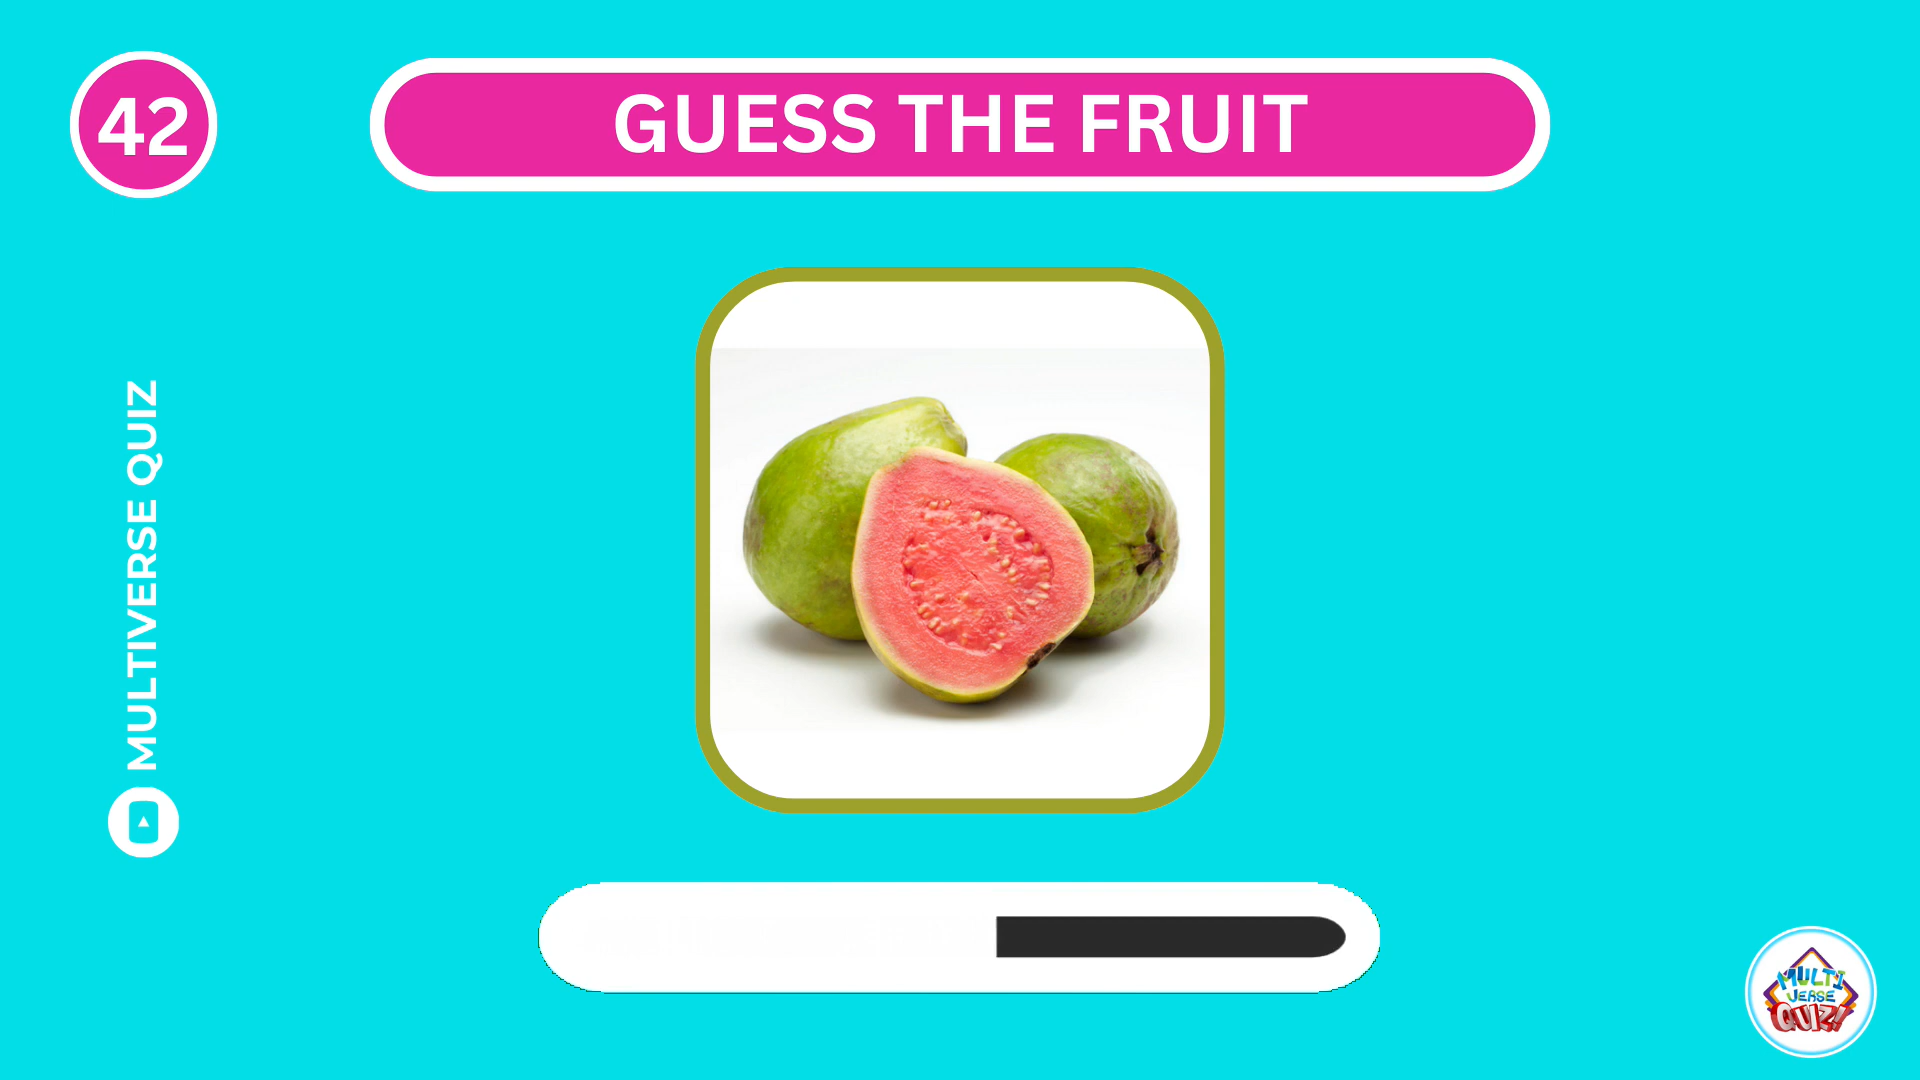 42
GUESS THE FRUIT
MULTIVERSE QUIZ
MULTI
VERSE
QUIZ!